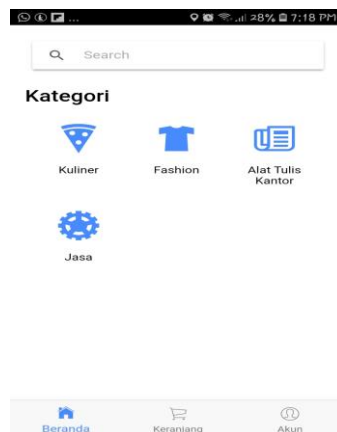 ... 28% 7:18 PM
Search
Kategori
Kuliner Fashion Alat Tulis
Kantor
Jasa
Beranda Keranjang Akun